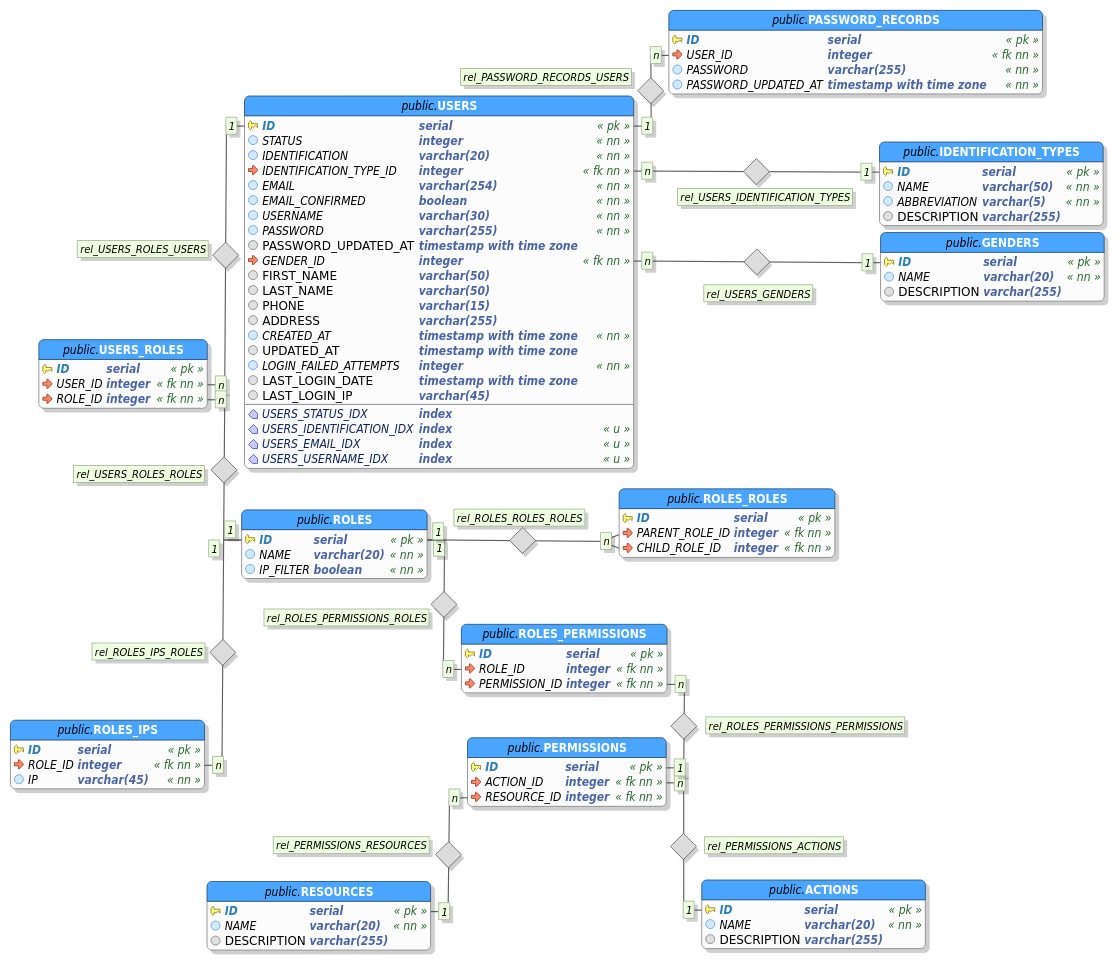 public.PASSWORD_RECORDS
ID serial « pk »
USER_ID integer « fk nn »
PASSWORD varchar(255) « nn »
PASSWORD_UPDATED_AT timestamp with time zone « nn »
n
rel_PASSWORD_RECORDS_USERS
public.USERS
ID serial « pk »
STATUS integer « nn »
IDENTIFICATION varchar(20) « nn »
IDENTIFICATION_TYPE_ID integer « fk nn »
EMAIL varchar(254) « nn »
EMAIL_CONFIRMED boolean « nn »
USERNAME varchar(30) « nn »
PASSWORD varchar(255) « nn »
PASSWORD_UPDATED_AT timestamp with time zone
GENDER_ID integer « fk nn »
FIRST_NAME varchar(50)
LAST_NAME varchar(50)
PHONE varchar(15)
ADDRESS varchar(255)
CREATED_AT timestamp with time zone « nn »
UPDATED_AT timestamp with time zone
LOGIN_FAILED_ATTEMPTS integer « nn »
LAST_LOGIN_DATE timestamp with time zone
LAST_LOGIN_IP varchar(45)
USERS_STATUS_IDX index
USERS_IDENTIFICATION_IDX index « u »
USERS_EMAIL_IDX index « u »
USERS_USERNAME_IDX index « u »
1
1
n
1
rel_USERS_IDENTIFICATION_TYPES
public.IDENTIFICATION_TYPES
ID serial « pk »
NAME varchar(50) « nn »
ABBREVIATION varchar(5) « nn »
DESCRIPTION varchar(255)
n
1
rel_USERS_GENDERS
public.GENDERS
ID serial « pk »
NAME varchar(20) « nn »
DESCRIPTION varchar(255)
rel_USERS_ROLES_USERS
public.USERS_ROLES
ID serial « pk »
USER_ID integer « fk nn »
ROLE_ID integer « fk nn »
n
n
rel_USERS_ROLES_ROLES
1
1
public.ROLES
ID serial « pk »
NAME varchar(20) « nn »
IP_FILTER boolean « nn »
1
1
rel_ROLES_ROLES_ROLES
n
public.ROLES_ROLES
ID serial « pk »
PARENT_ROLE_ID integer « fk nn »
CHILD_ROLE_ID integer « fk nn »
rel_ROLES_PERMISSIONS_ROLES
n
public.ROLES_PERMISSIONS
ID serial « pk »
ROLE_ID integer « fk nn »
PERMISSION_ID integer « fk nn »
n
rel_ROLES_IPS_ROLES
public.ROLES_IPS
ID serial « pk »
ROLE_ID integer « fk nn »
IP varchar(45) « nn »
n
rel_ROLES_PERMISSIONS_PERMISSIONS
public.PERMISSIONS
ID serial « pk »
ACTION_ID integer « fk nn »
RESOURCE_ID integer « fk nn »
1
n
n
rel_PERMISSIONS_RESOURCES
rel_PERMISSIONS_ACTIONS
public.RESOURCES
ID serial « pk »
NAME varchar(20) « nn »
DESCRIPTION varchar(255)
1
1
public.ACTIONS
ID serial « pk »
NAME varchar(20) « nn »
DESCRIPTION varchar(255)